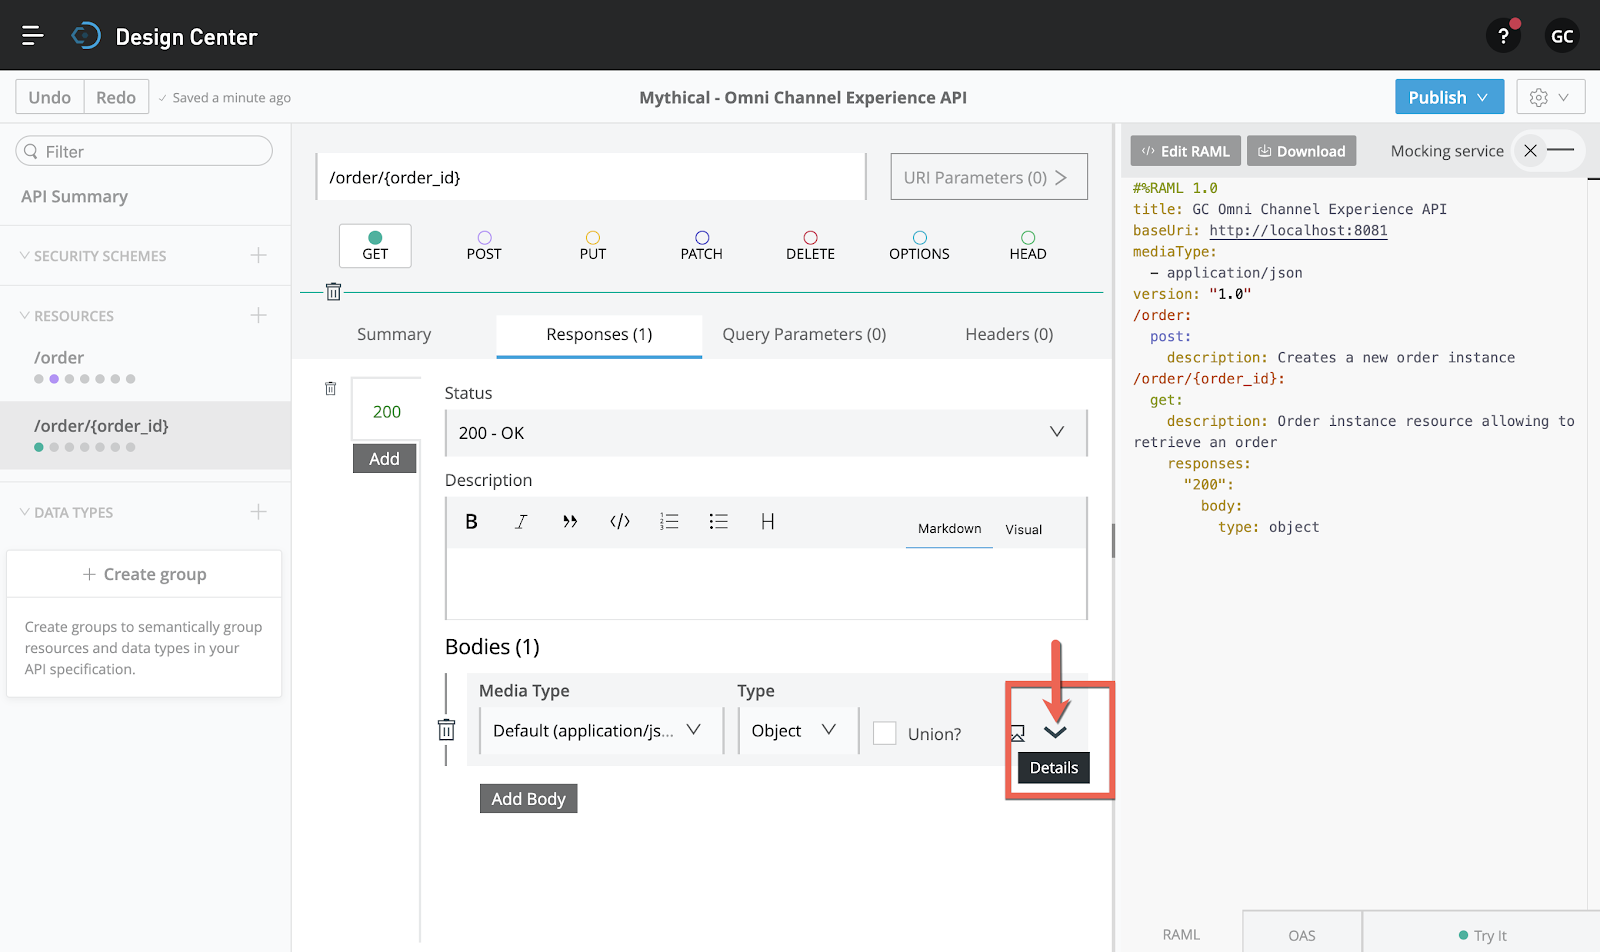 Design Center
?
GC
Undo
Redo
✓ Saved a minute ago
Mythical - Omni Channel Experience API
Publish
Filter
API Summary
SECURITY SCHEMES
RESOURCES
/order
/order/{order_id}
DATA TYPES
+ Create group
Create groups to semantically group
resources and data types in your
API specification.
/order/{order_id}
URI Parameters (0) >
GET
POST
PUT
PATCH
DELETE
OPTIONS
HEAD
Summary
Responses (1)
Query Parameters (0)
Headers (0)
200
Add
Status
200 - OK
Description
B
I
H
Markdown
Visual
Bodies (1)
Media Type
Type
Default (application/js...
Object
Union?
Details
Add Body
</> Edit RAML
Download
Mocking service
#%RAML 1.0
title: GC Omni Channel Experience API
baseUri: http://localhost:8081
mediaType:
- application/json
version: "1.0"
/order:
post:
description: Creates a new order instance
/order/{order_id}:
get:
description: Order instance resource allowing to
retrieve an order
responses:
"200":
body:
type: object
RAML
OAS
Try It